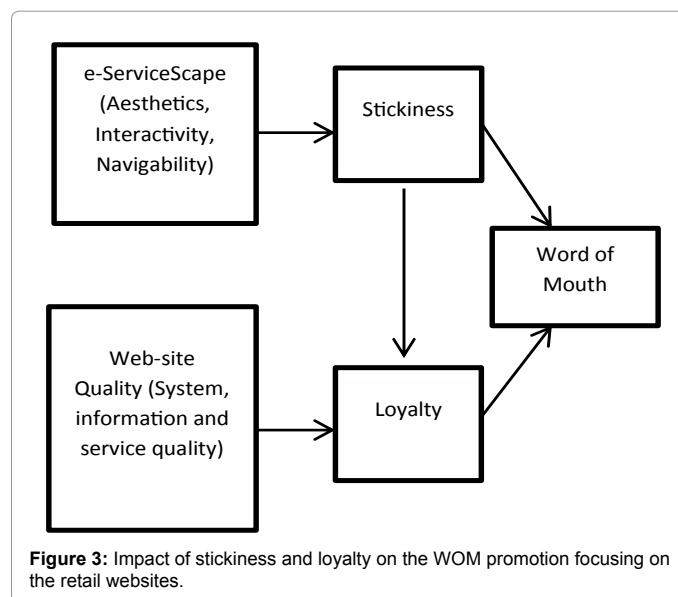 e-ServiceScape
(Aesthetics,
Interactivity,
Navigability)
Stickiness
Word of
Mouth
Web-site
Quality (System,
information and
service quality)
Loyalty
Figure 3: Impact of stickiness and loyalty on the WOM promotion focusing on
the retail websites.